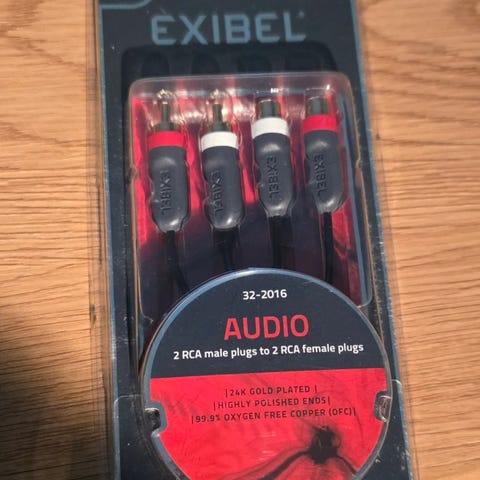 EXIBEL
EXIBEL
EXIBEL
EXIBEL
EXIBEL
32-2016
AUDIO
2 RCA male plugs to 2 RCA female plugs
|24K GOLD PLATED |
|HIGHLY POLISHED ENDS|
|99.9% OXYGEN FREE COPPER (OFC)|